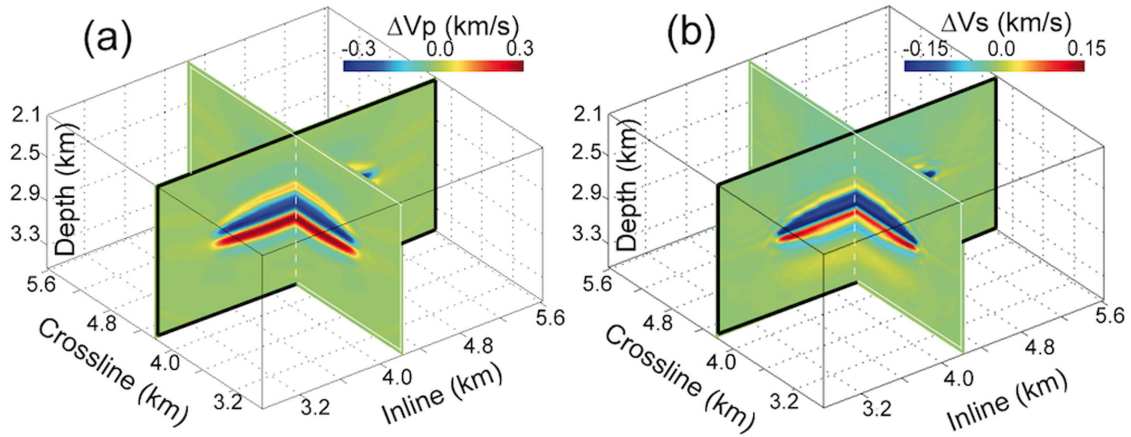 (a)
ΔVp (km/s)
-0.3 0.0 0.3
2.1
2.5
2.9
3.3
Depth (km)
5.6
4.8
4.0
3.2
Crossline (km)
3.2
4.0
4.8
5.6
Inline (km)
(b)
ΔVs (km/s)
-0.15 0.0 0.15
2.1
2.5
2.9
3.3
Depth (km)
5.6
4.8
4.0
3.2
Crossline (km)
3.2
4.0
4.8
5.6
Inline (km)